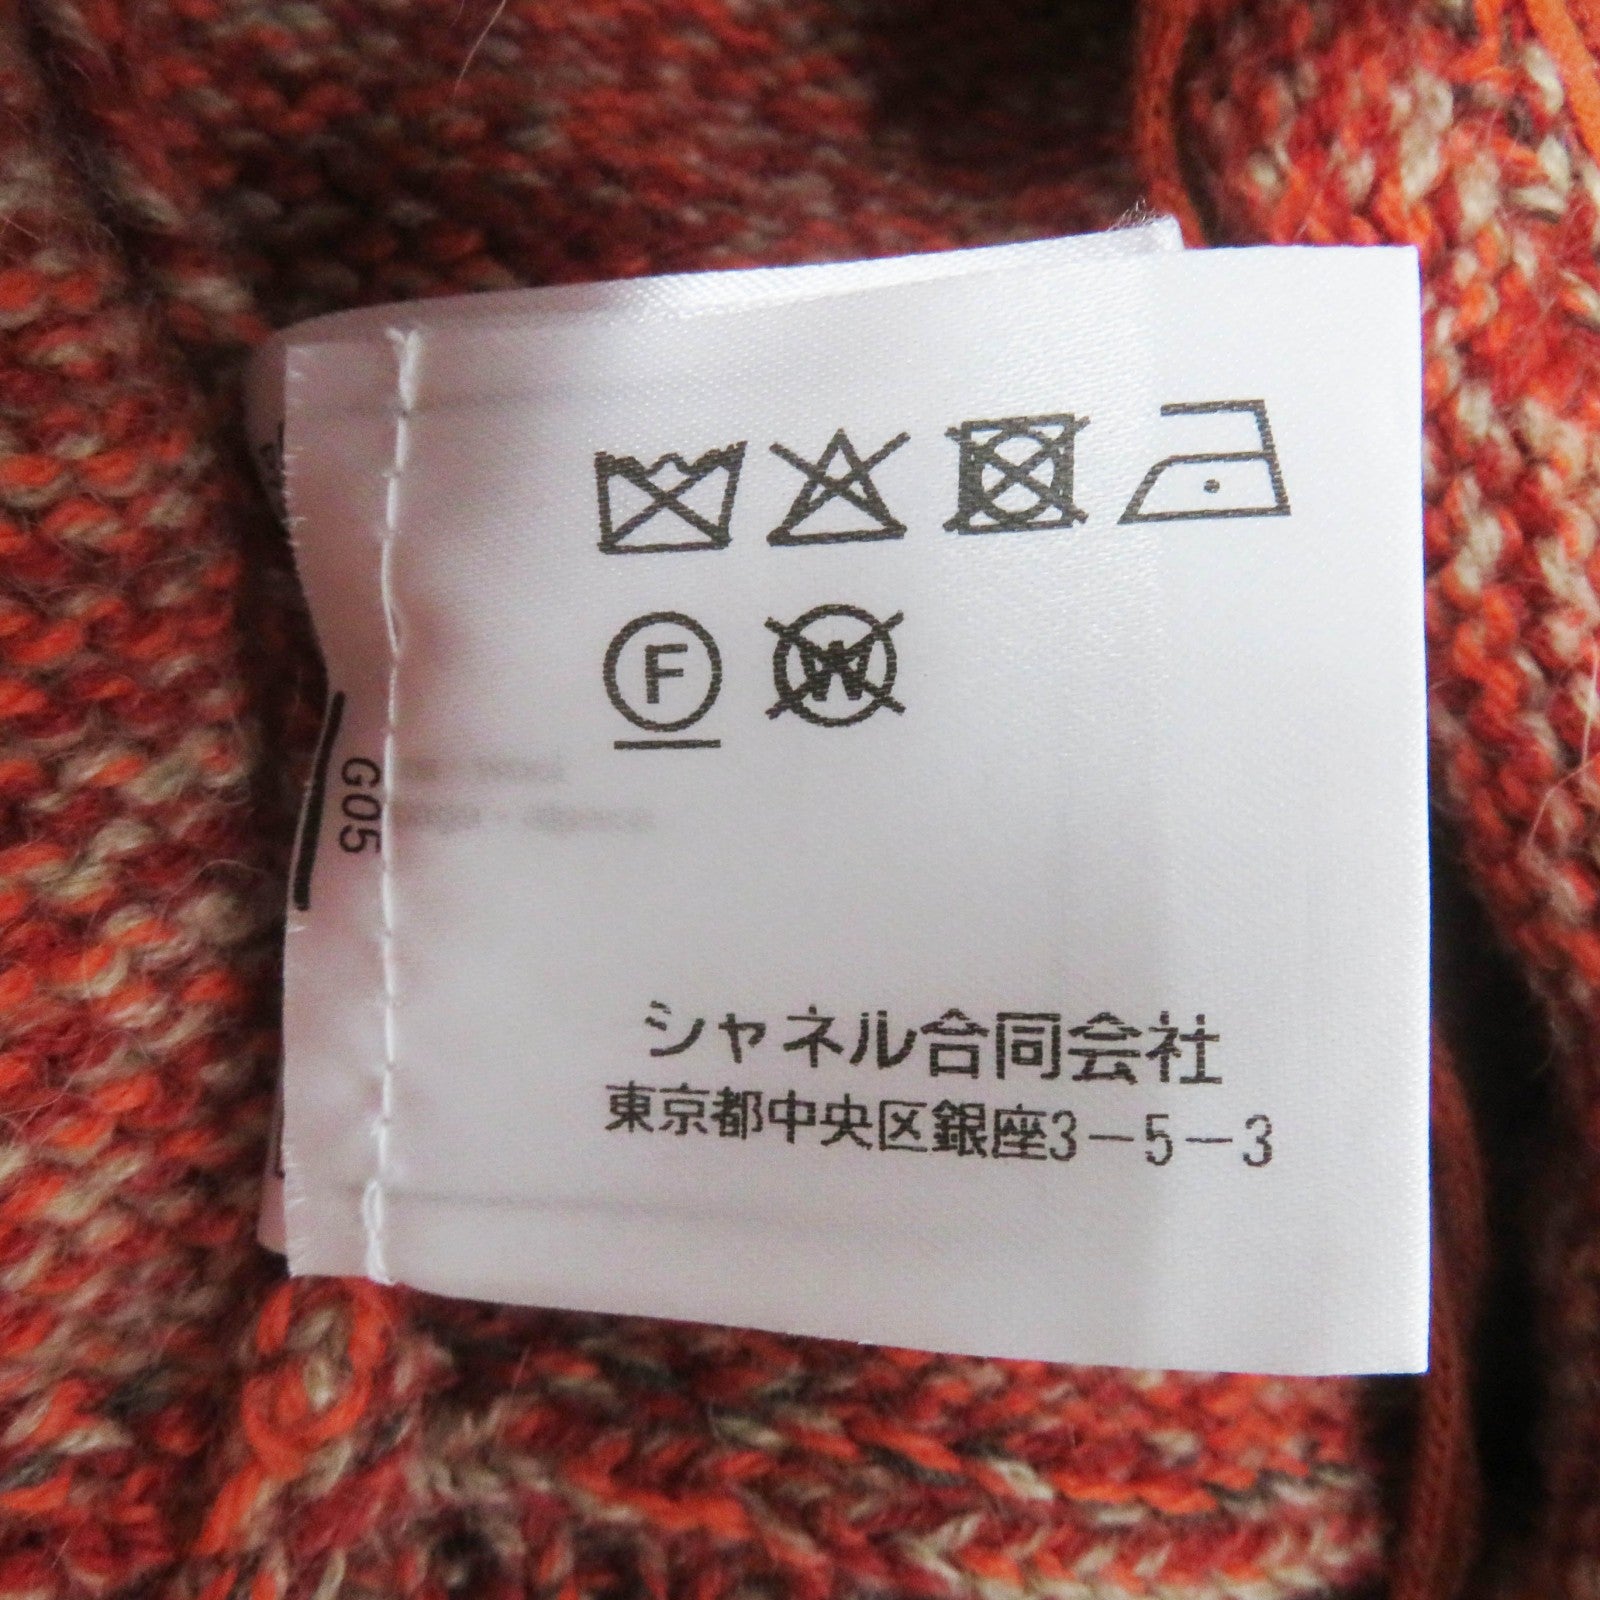 F W
G05
シャネル合同会社
東京都中央区銀座3-5-3